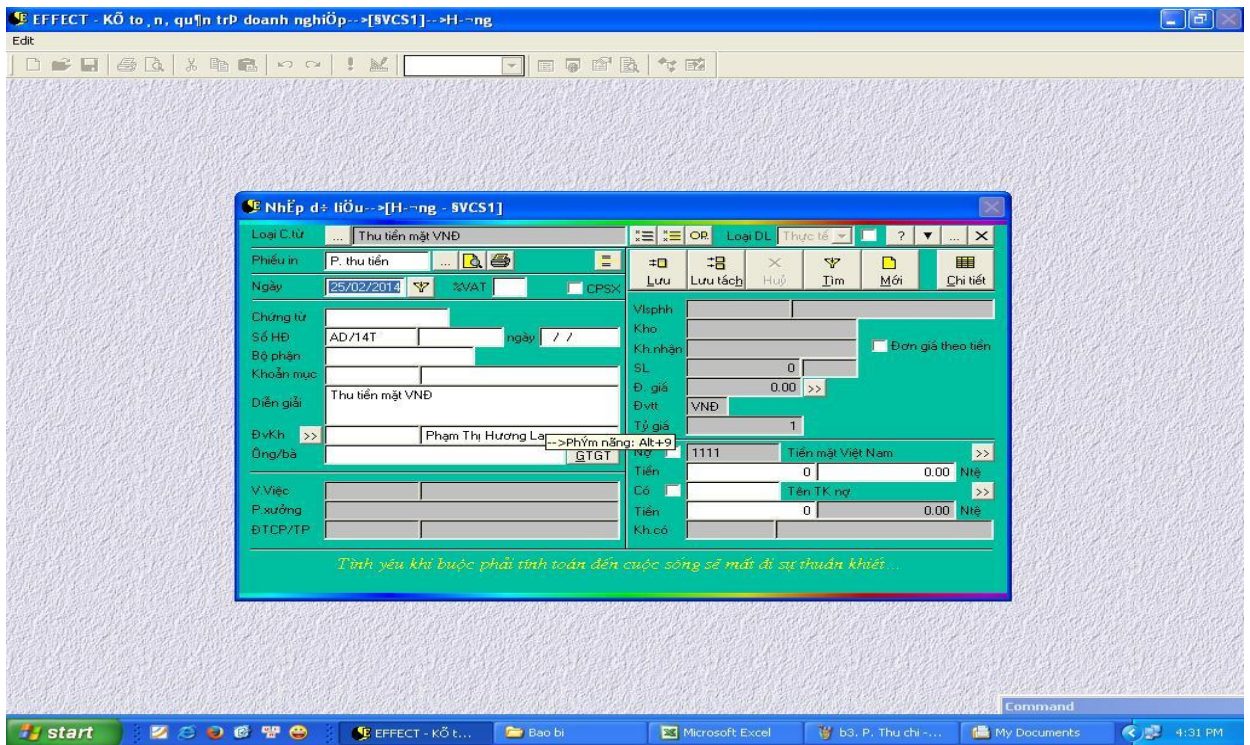 EFFECT - KÕ to¸n, qu¶n trÞ doanh nghiÖp-->[§VCS1]-->H-¬ng
Edit
NhËp d÷ liÖu-->[H-¬ng - §VCS1]
Loại C.từ ... Thu tiền mặt VNĐ OP. Loại DL Thực tế ? ▼ ... X
Phiếu in P. thu tiền ...
Lưu Lưu tách Huỷ Tìm Mới Chi tiết
Ngày 25/02/2014 %VAT CPSX
Chứng từ
Số HĐ AD/14T ngày / /
Bộ phận
Khoản mục
Diễn giải Thu tiền mặt VNĐ
ĐvKh >> Phạm Thị Hương La
-->PhÝm nãng: Alt+9
Ông/bà GTGT
V.Việc
P.xưởng
ĐTCP/TP
Vlsphh
Kho
Kh.nhận Đơn giá theo tiền
SL 0
Đ. giá 0.00 >>
Đvtt VNĐ
Tỷ giá 1
Nợ 1111 Tiền mặt Việt Nam >>
Tiền 0 0.00 Ntệ
Có Tên TK nợ >>
Tiền 0 0.00 Ntệ
Kh.có
Tình yêu khi buộc phải tính toán đến cuộc sống sẽ mất đi sự thuần khiết...
Command
start EFFECT - KÕ t... Bao bi Microsoft Excel b3. P. Thu chi -... My Documents 4:31 PM